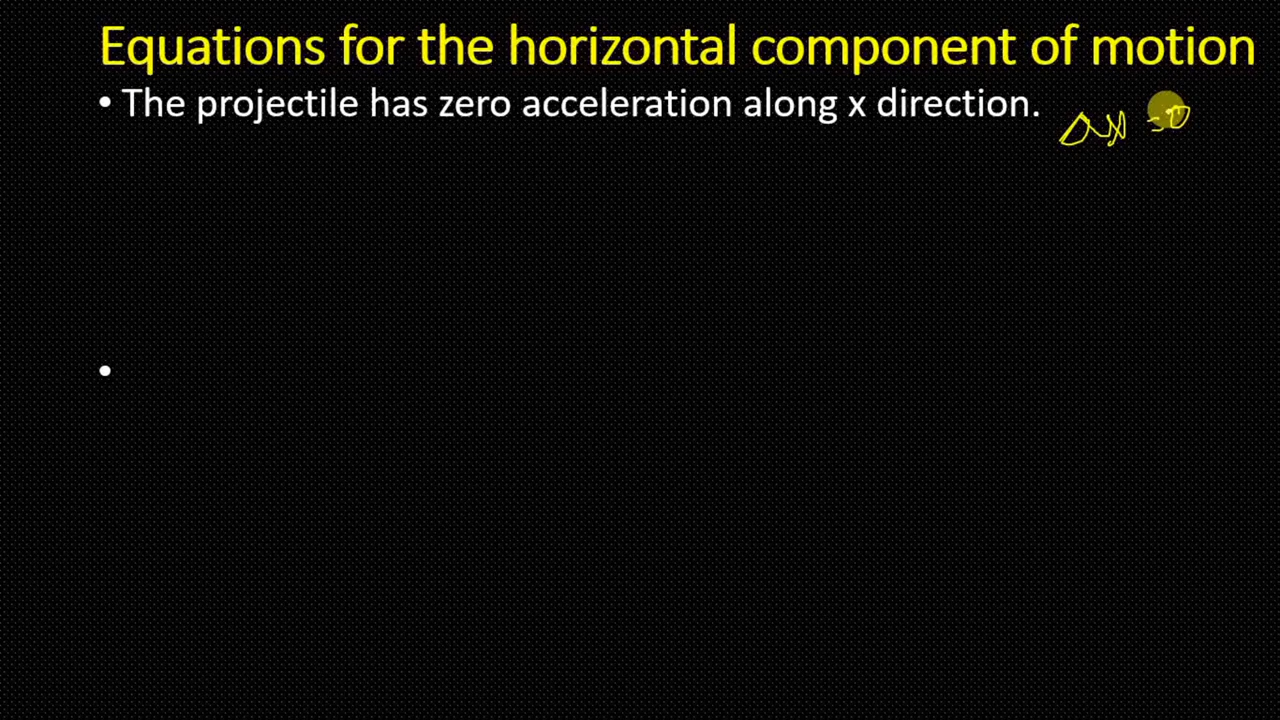 Equations for the horizontal component of motion
• The projectile has zero acceleration along x direction.
•